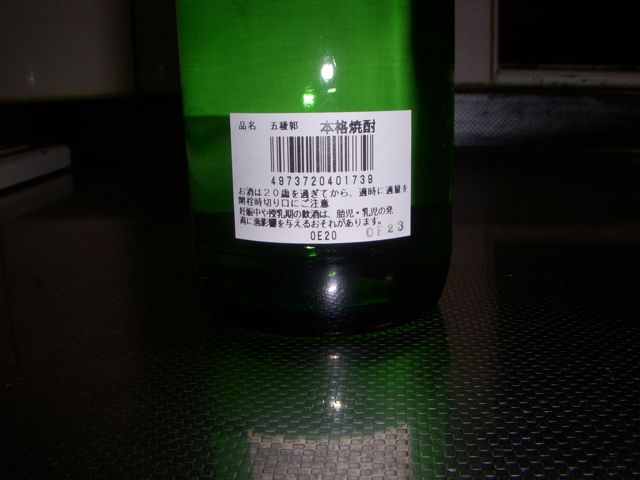 品名 五稜郭 本格焼酎
4973720401739
お酒は20歳を過ぎてから、適時に適量を
開栓時切り口にご注意
妊娠中や授乳期の飲酒は、胎児・乳児の発
育に悪影響を与えるおそれがあります。
0E20 0F23